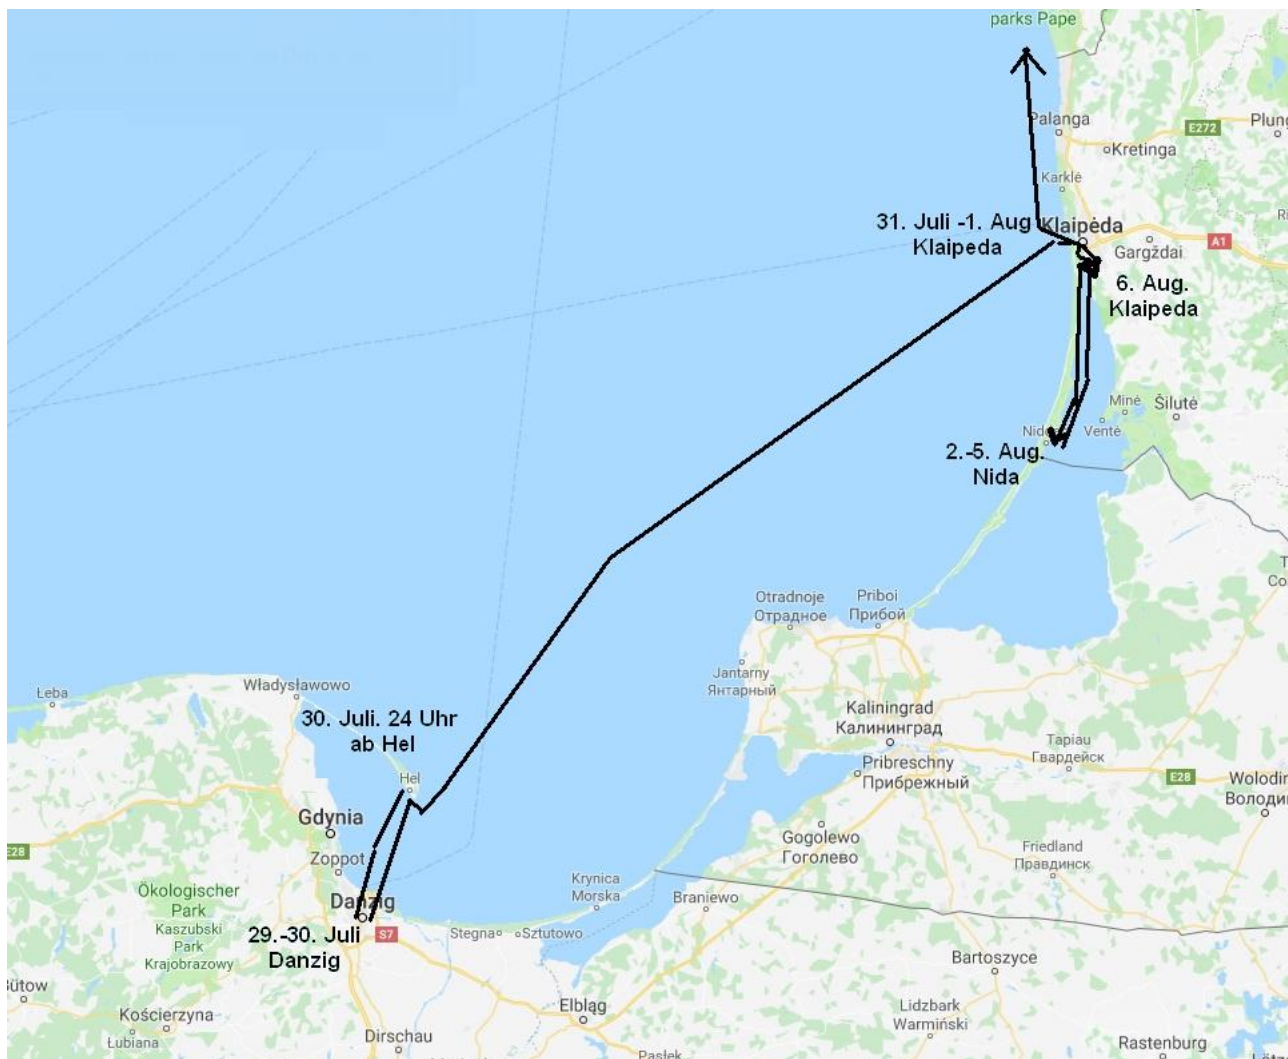 parks Pape
Palanga
E272
Plung
Kretinga
Karklė
31. Juli -1. Aug
Klaipeda
Klaipėda
A1
Gargždai
6. Aug.
Klaipeda
Minė
Šilutė
Ventė
2.-5. Aug.
Nida
Otradnoje
Отрадное
Priboi
Прибой
Jantarny
Янтарный
Łeba
Władysławowo
30. Juli. 24 Uhr
ab Hel
Hel
Kaliningrad
Калининград
Tapiau
Гвардейск
Pribreschny
Прибрежный
E28
Wolodin
Володин
Gdynia
E28
Zoppot
Gogolewo
Гоголево
Friedland
Правдинск
Ökologischer
Park
Kaszubski
Park
Krajobrazowy
Danzig
Krynica
Morska
Braniewo
29.-30. Juli
Danzig
S7
Stegna
Sztutowo
Bartoszyce
Bütow
Kościerzyna
Łubiana
Elbląg
Lidzbark
Warmiński
Dirschau
Pasłęk
Rastenburg